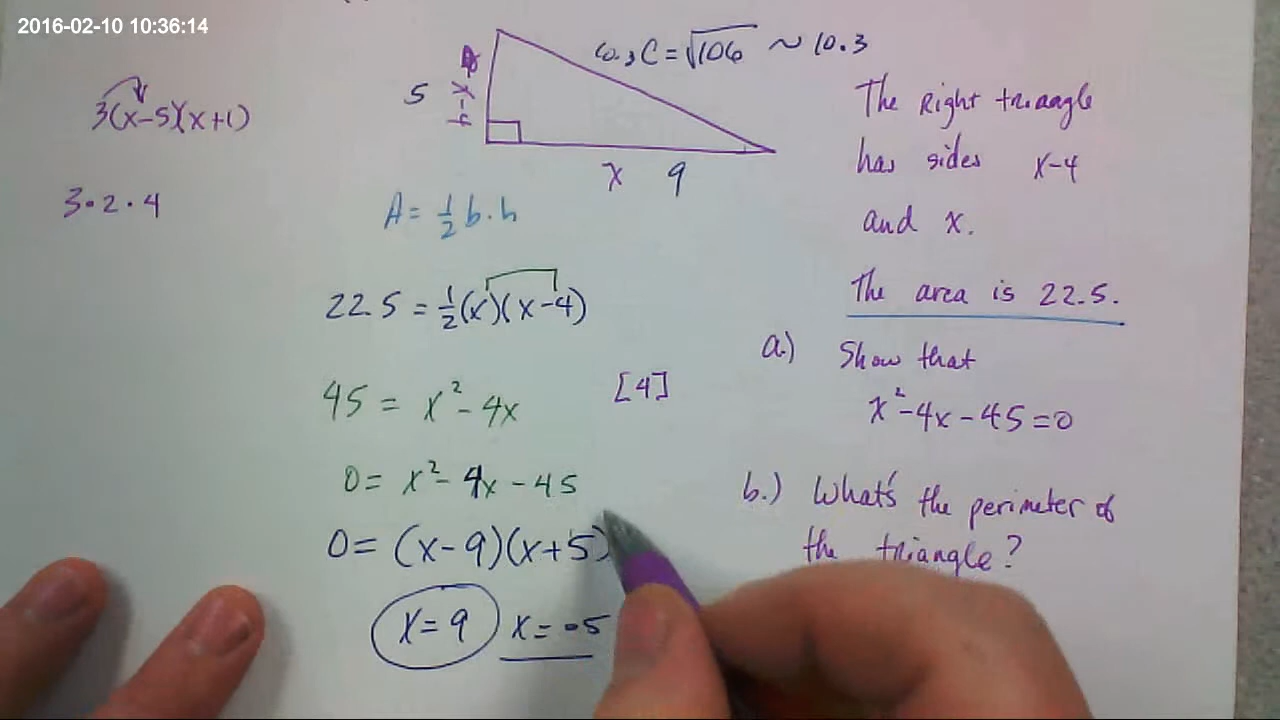 2016-02-10 10:36:14
3(x-5)(x+1)
3·2·4
5
x-4
C=√106 ~ 10.3
x 9
A = ½ b·h
22.5 = ½(x)(x-4)
45 = x²-4x
[4]
0 = x²-4x-45
0 = (x-9)(x+5)
x=9 x=-5
The Right triangle
has sides x-4
and x.
The area is 22.5.
a.) Show that
x²-4x-45=0
b.) What's the perimeter of
the triangle?